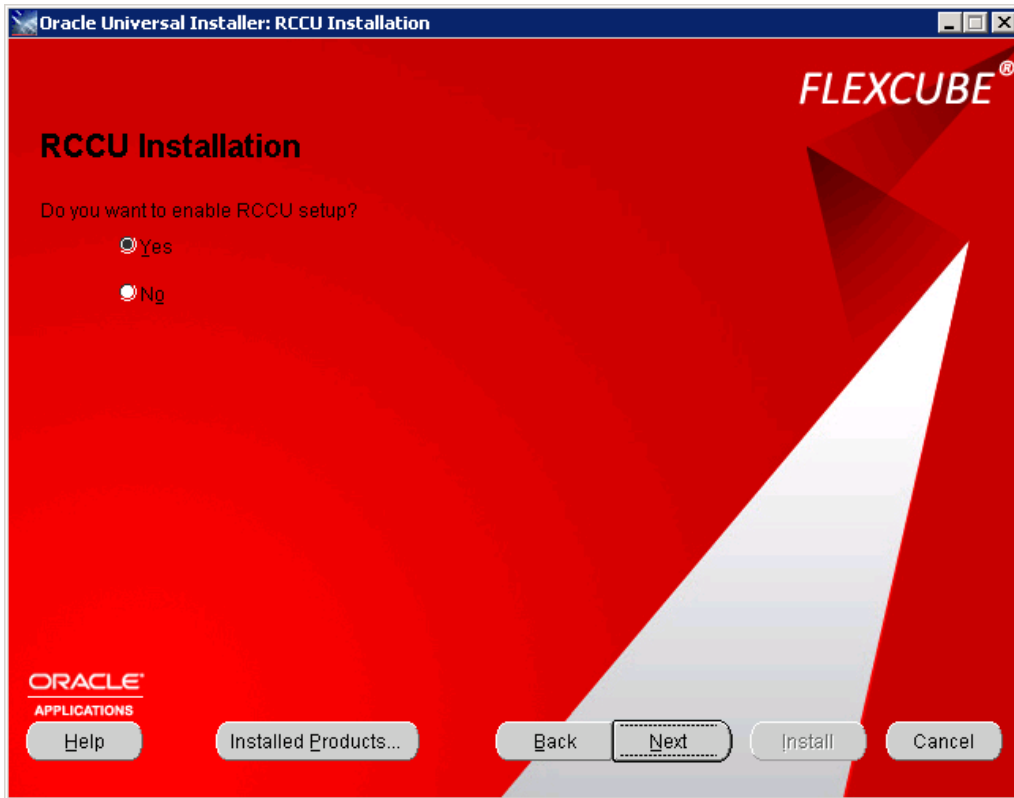 Oracle Universal Installer: RCCU Installation
FLEXCUBE®
RCCU Installation
Do you want to enable RCCU setup?
Yes
No
ORACLE®
APPLICATIONS
Help Installed Products... Back Next Install Cancel